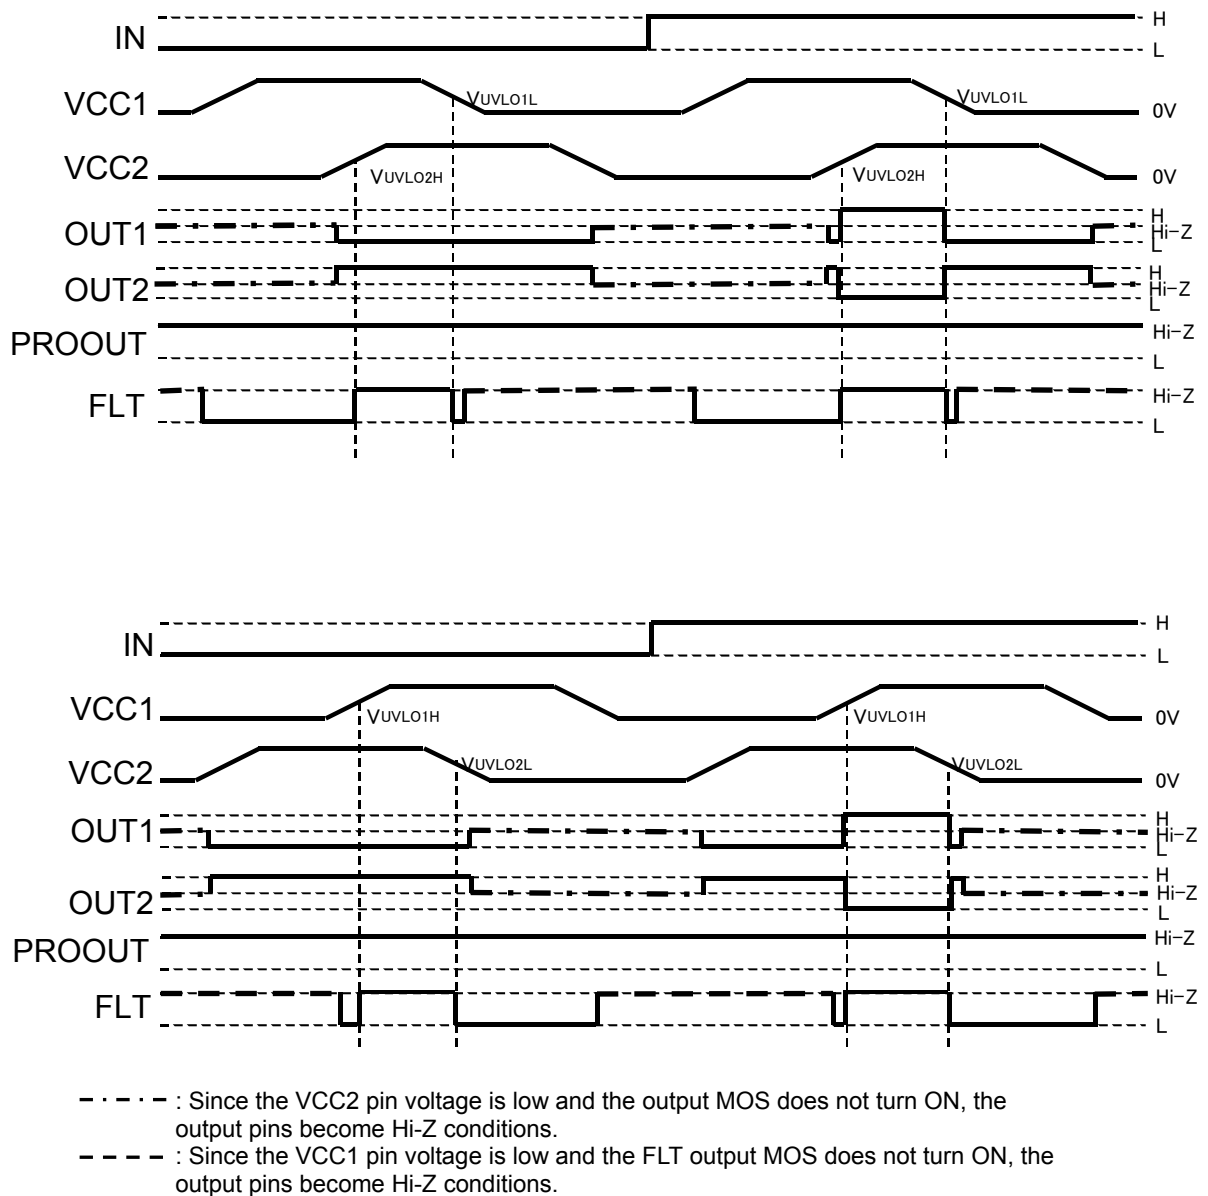 IN H
L
VCC1 VUVLO1L VUVLO1L 0V
VCC2 VUVLO2H VUVLO2H 0V
OUT1 H
Hi-Z
L
OUT2 H
Hi-Z
L
PROOUT Hi-Z
L
FLT Hi-Z
L
IN H
L
VCC1 VUVLO1H VUVLO1H 0V
VCC2 VUVLO2L VUVLO2L 0V
OUT1 H
Hi-Z
L
OUT2 H
Hi-Z
L
PROOUT Hi-Z
L
FLT Hi-Z
L
: Since the VCC2 pin voltage is low and the output MOS does not turn ON, the
output pins become Hi-Z conditions.
: Since the VCC1 pin voltage is low and the FLT output MOS does not turn ON, the
output pins become Hi-Z conditions.